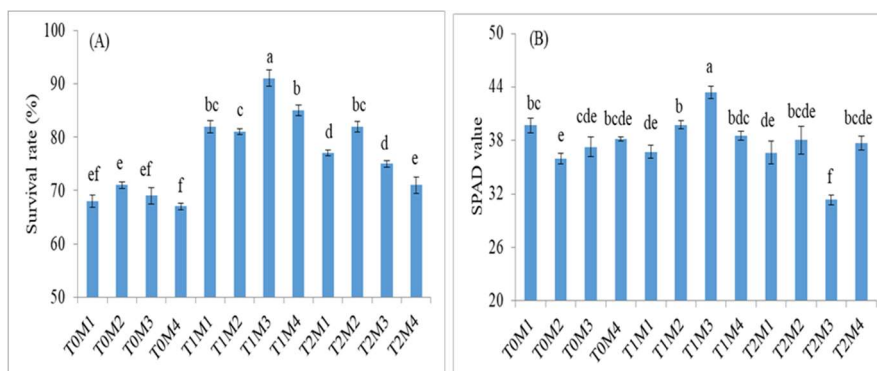 (A)
Survival rate (%)
100
90
80
70
60
50
ef
e
ef
f
bc
c
a
b
d
bc
d
e
T0M1
T0M2
T0M3
T0M4
T1M1
T1M2
T1M3
T1M4
T2M1
T2M2
T2M3
T2M4
(B)
SPAD value
50
44
38
32
26
20
bc
e
cde
bcde
de
b
a
bdc
de
bcde
f
bcde
T0M1
T0M2
T0M3
T0M4
T1M1
T1M2
T1M3
T1M4
T2M1
T2M2
T2M3
T2M4